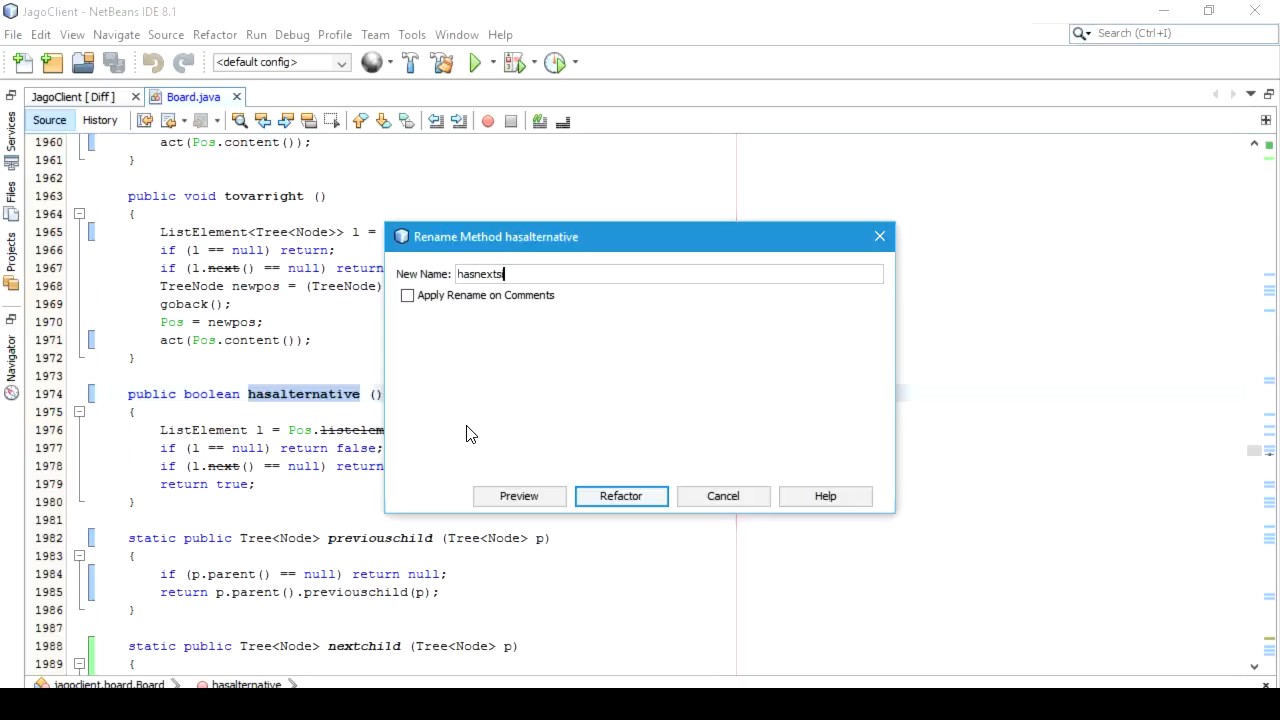 JagoClient - NetBeans IDE 8.1
File Edit View Navigate Source Refactor Run Debug Profile Team Tools Window Help
Search (Ctrl+I)
<default config>
JagoClient [ Diff ] Board.java
Source History
Services
Files
Projects
Navigator
1960 act(Pos.content());
1961 }
1962
1963 public void tovarright ()
1964 {
1965 ListElement<Tree<Node>> l =
1966 if (l == null) return;
1967 if (l.next() == null) return
1968 TreeNode newpos = (TreeNode)
1969 goback();
1970 Pos = newpos;
1971 act(Pos.content());
1972 }
1973
1974 public boolean hasalternative ()
1975 {
1976 ListElement l = Pos.listelem
1977 if (l == null) return false;
1978 if (l.next() == null) return
1979 return true;
1980 }
1981
1982 static public Tree<Node> previouschild (Tree<Node> p)
1983 {
1984 if (p.parent() == null) return null;
1985 return p.parent().previouschild(p);
1986 }
1987
1988 static public Tree<Node> nextchild (Tree<Node> p)
1989 {
Rename Method hasalternative
New Name: hasnextsi
Apply Rename on Comments
Preview Refactor Cancel Help
jagoclient.board.Board hasalternative